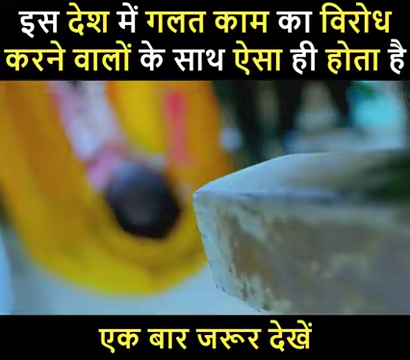 इस देश में गलत काम का विरोध
करने वालों के साथ ऐसा ही होता है
एक बार जरूर देखें